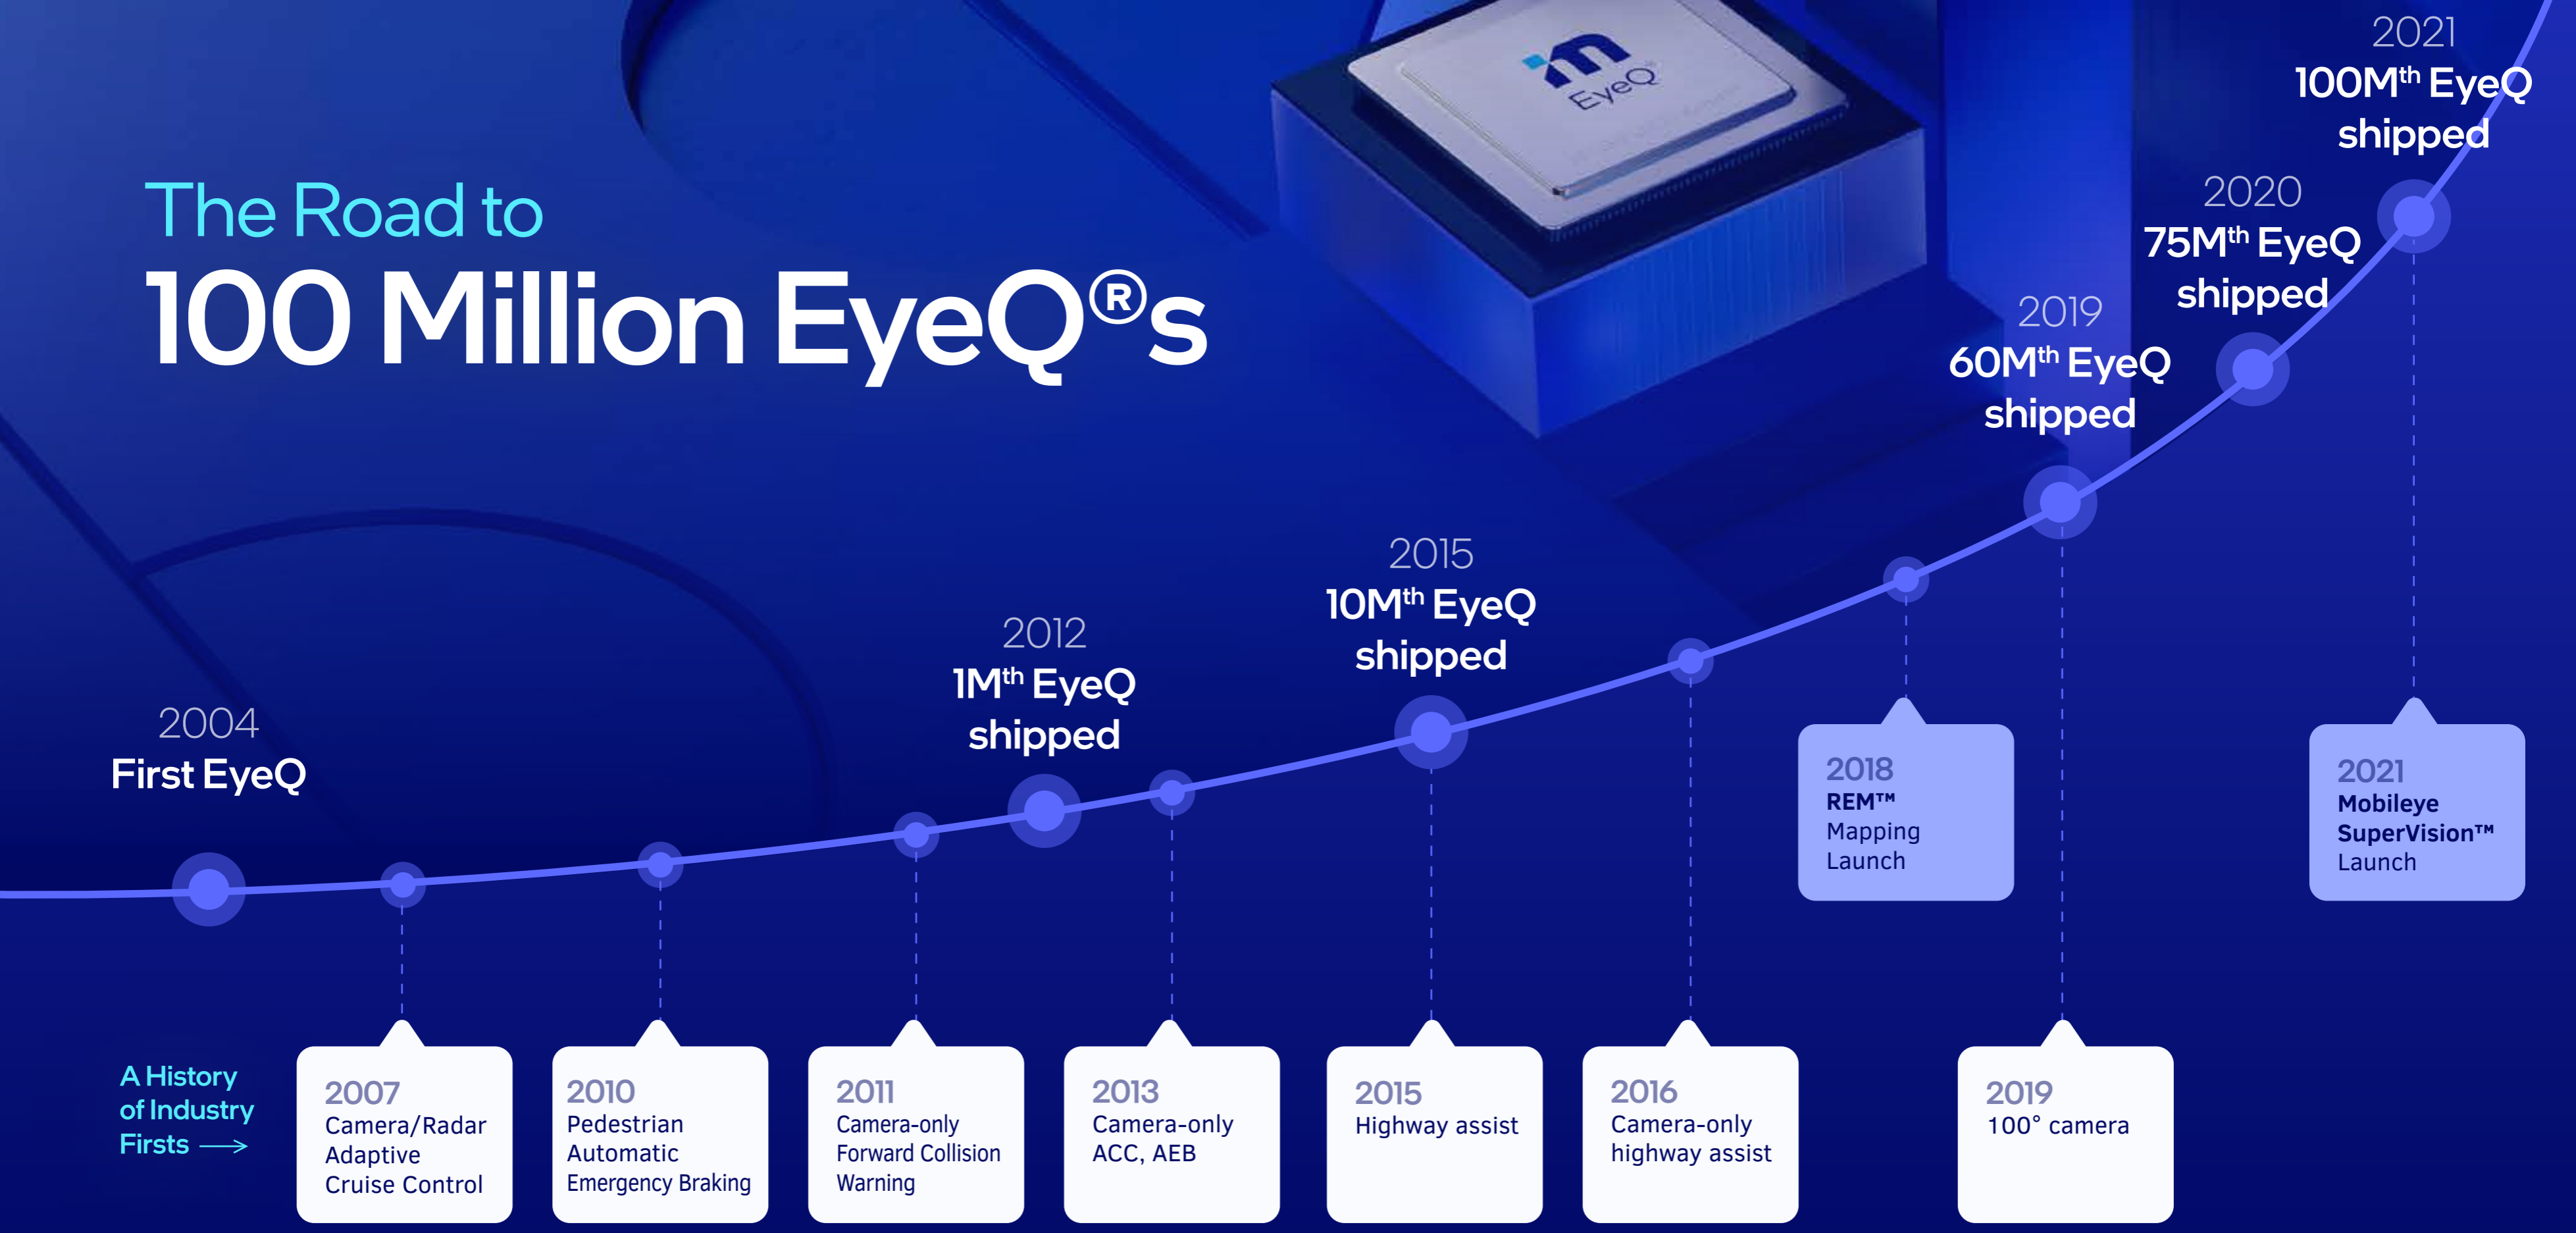 The Road to
100 Million EyeQ®s
EyeQ
2004
First EyeQ
2012
1Mth EyeQ
shipped
2015
10Mth EyeQ
shipped
2019
60Mth EyeQ
shipped
2020
75Mth EyeQ
shipped
2021
100Mth EyeQ
shipped
A History
of Industry
Firsts →
2007
Camera/Radar
Adaptive
Cruise Control
2010
Pedestrian
Automatic
Emergency Braking
2011
Camera-only
Forward Collision
Warning
2013
Camera-only
ACC, AEB
2015
Highway assist
2016
Camera-only
highway assist
2018
REM™
Mapping
Launch
2019
100° camera
2021
Mobileye
SuperVision™
Launch